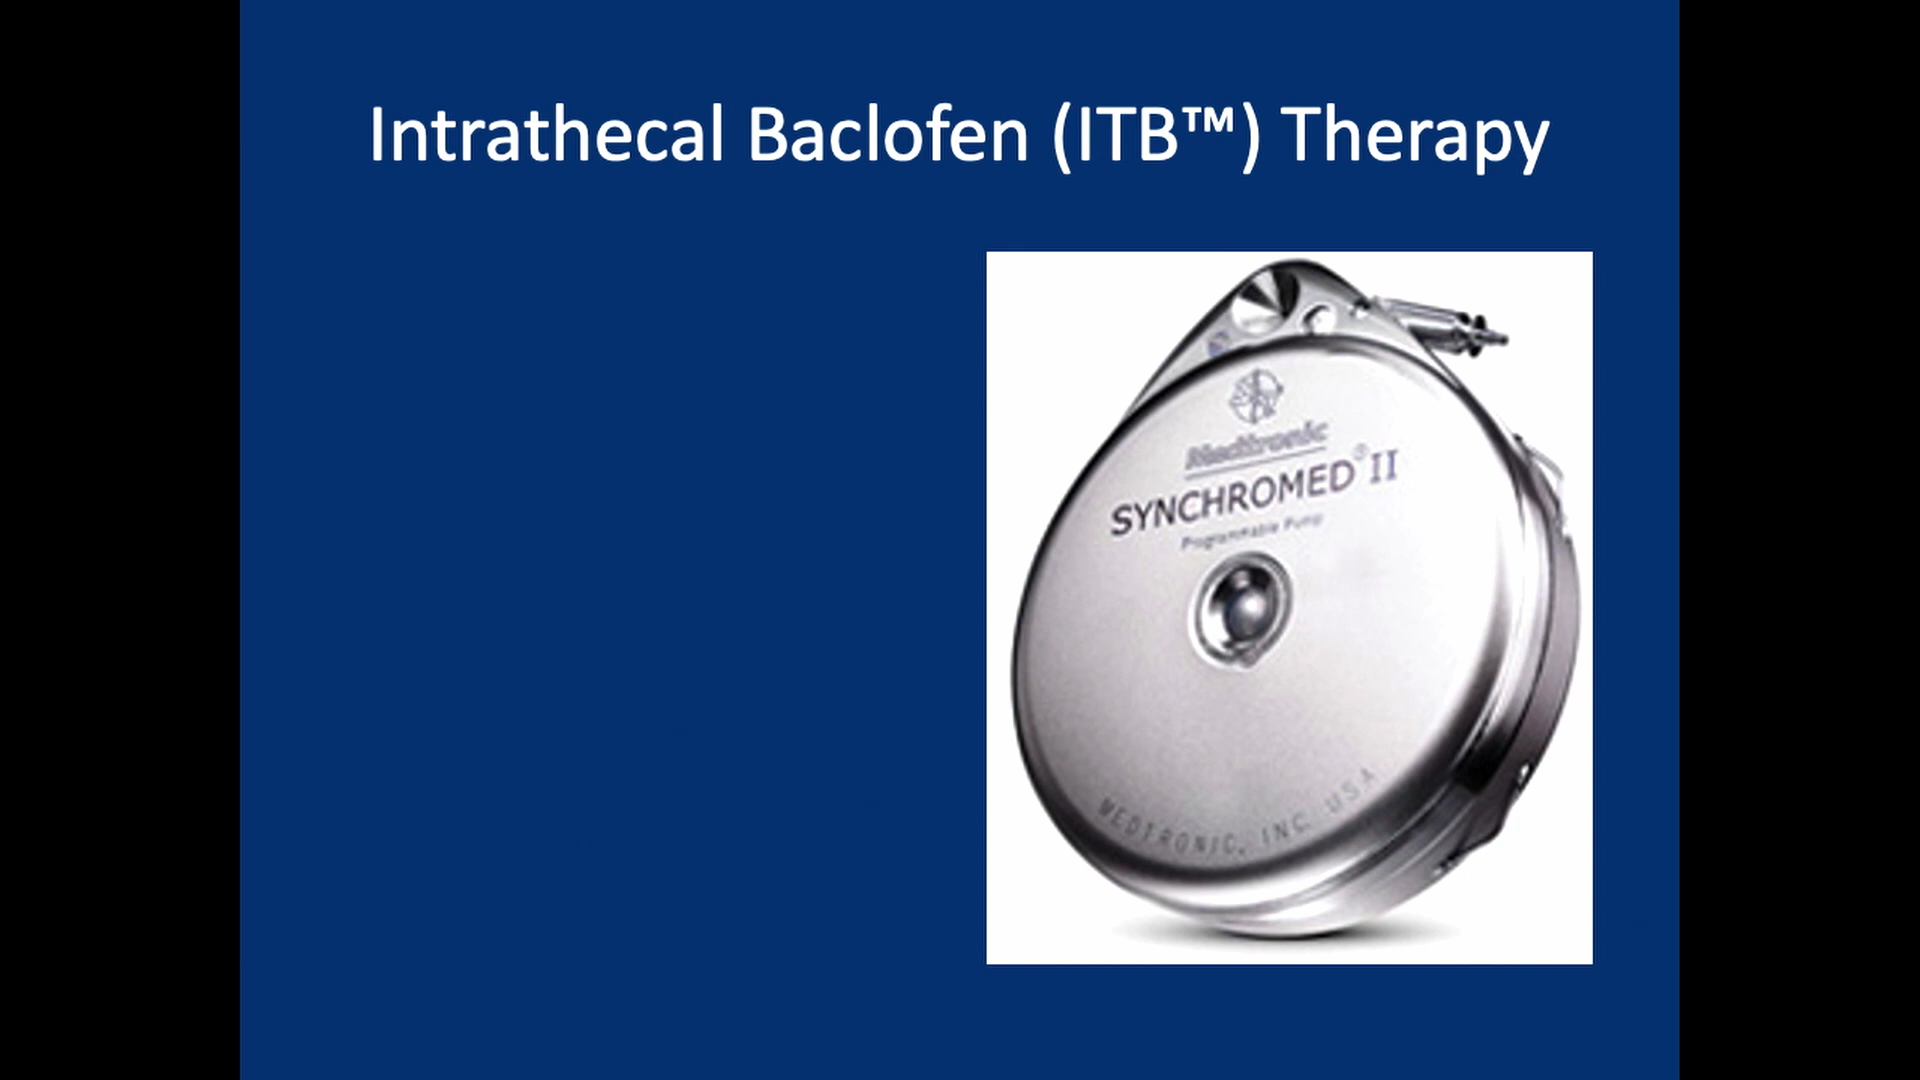 Intrathecal Baclofen (ITB™) Therapy
Medtronic
SYNCHROMED® II
Programmable Pump
MEDTRONIC, INC. USA